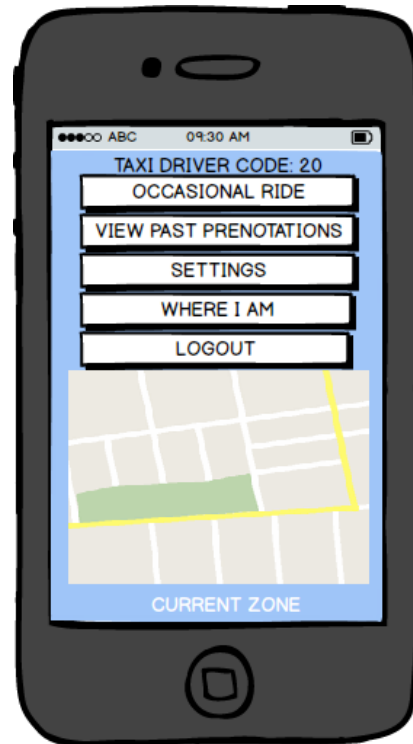 ABC 09:30 AM
TAXI DRIVER CODE: 20
OCCASIONAL RIDE
VIEW PAST PRENOTATIONS
SETTINGS
WHERE I AM
LOGOUT
CURRENT ZONE